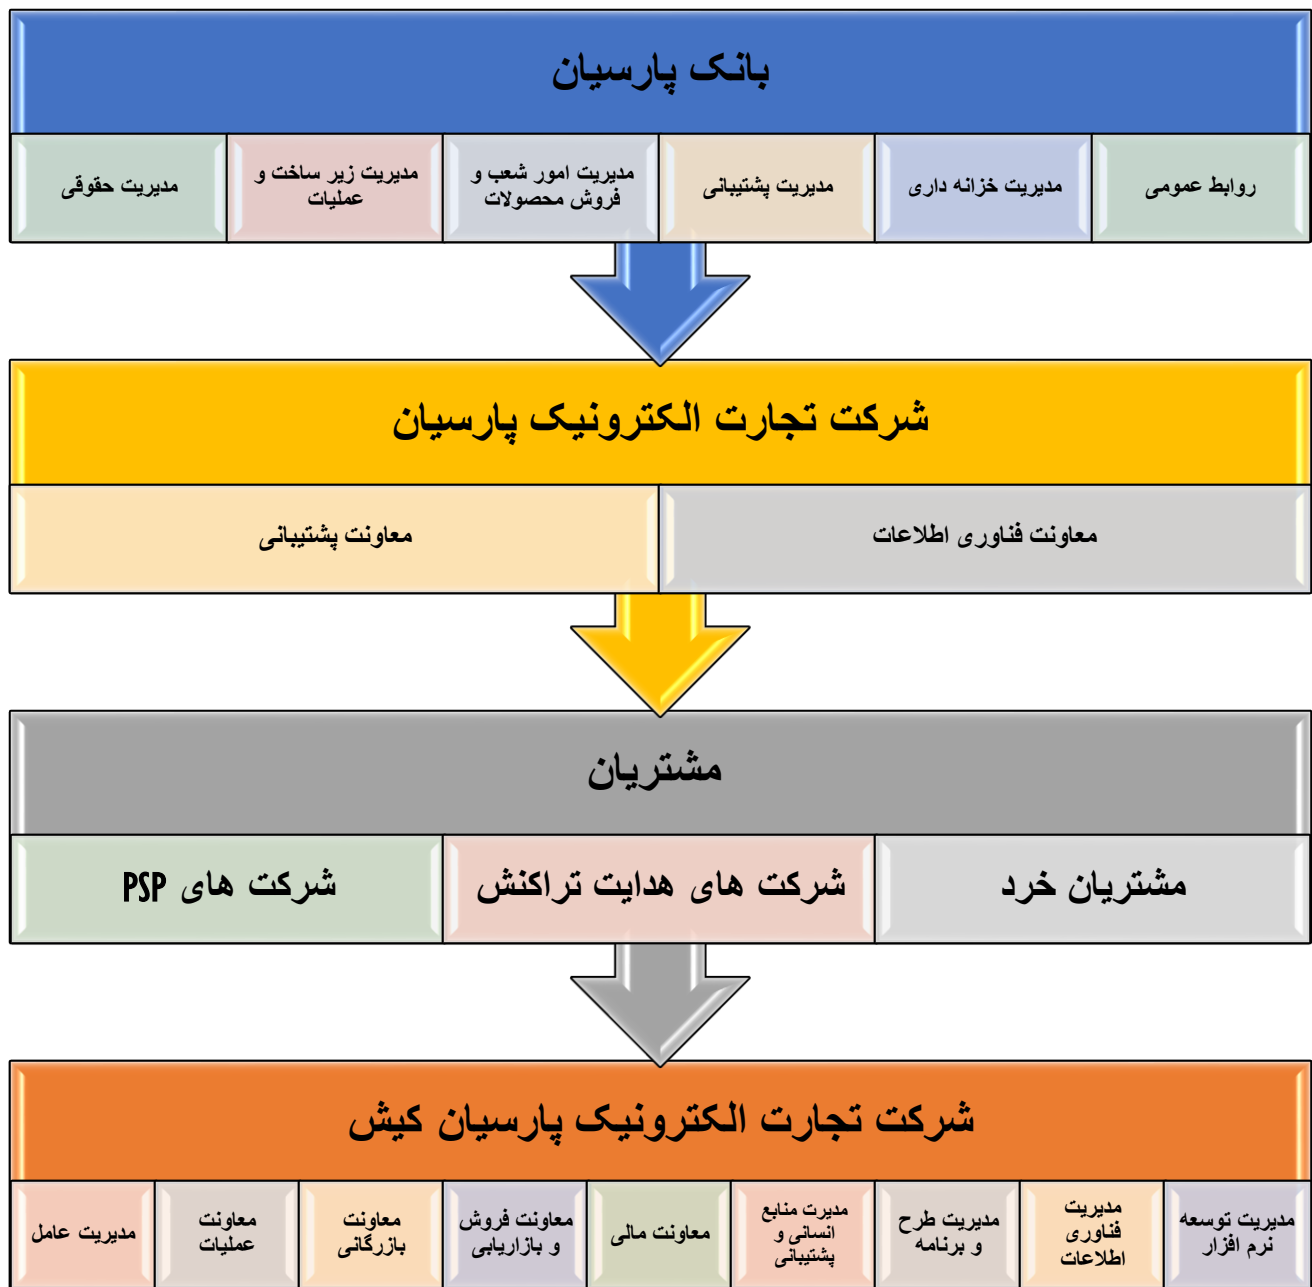 بانک پارسیان
روابط عمومی
مدیریت خزانه داری
مدیریت پشتیبانی
مدیریت امور شعب و
فروش محصولات
مدیریت زیر ساخت و
عملیات
مدیریت حقوقی
شرکت تجارت الکترونیک پارسیان
معاونت فناوری اطلاعات
معاونت پشتیبانی
مشتریان
مشتریان خرد
شرکت های هدایت تراکنش
شرکت های PSP
شرکت تجارت الکترونیک پارسیان کیش
مدیریت توسعه
نرم افزار
مدیریت
فناوری
اطلاعات
مدیریت طرح
و برنامه
مدیرت منابع
انسانی و
پشتیبانی
معاونت مالی
معاونت فروش
و بازاریابی
معاونت
بازرگانی
معاونت
عملیات
مدیریت عامل